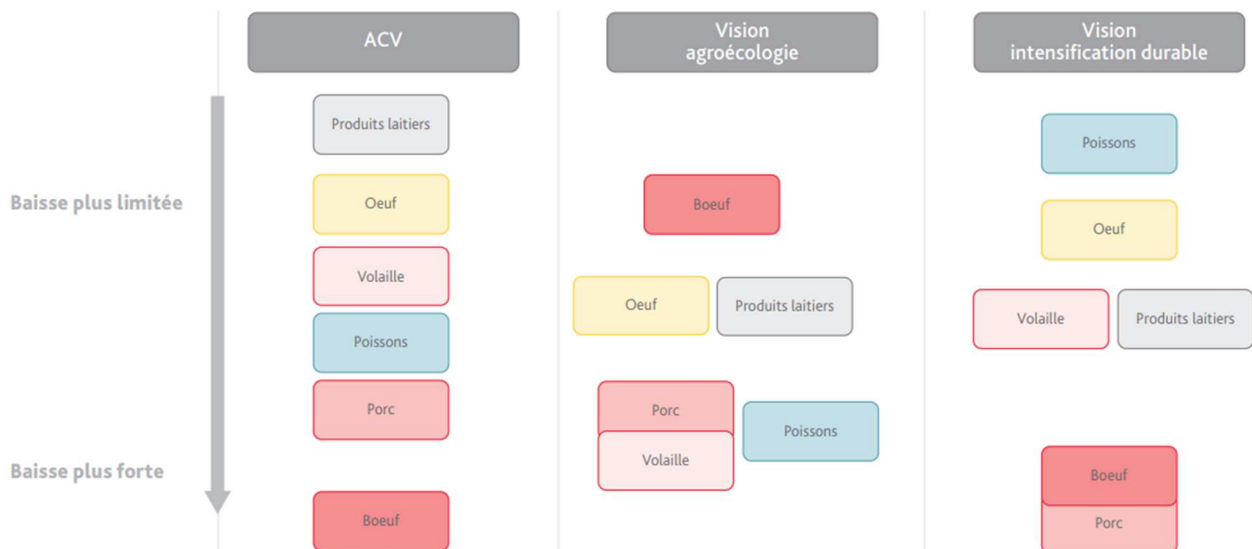 ACV
Vision
agroécologie
Vision
intensification durable
Baisse plus limitée
Baisse plus forte
Produits laitiers
Oeuf
Volaille
Poissons
Porc
Boeuf
Boeuf
Oeuf
Produits laitiers
Porc
Volaille
Poissons
Poissons
Oeuf
Volaille
Produits laitiers
Boeuf
Porc